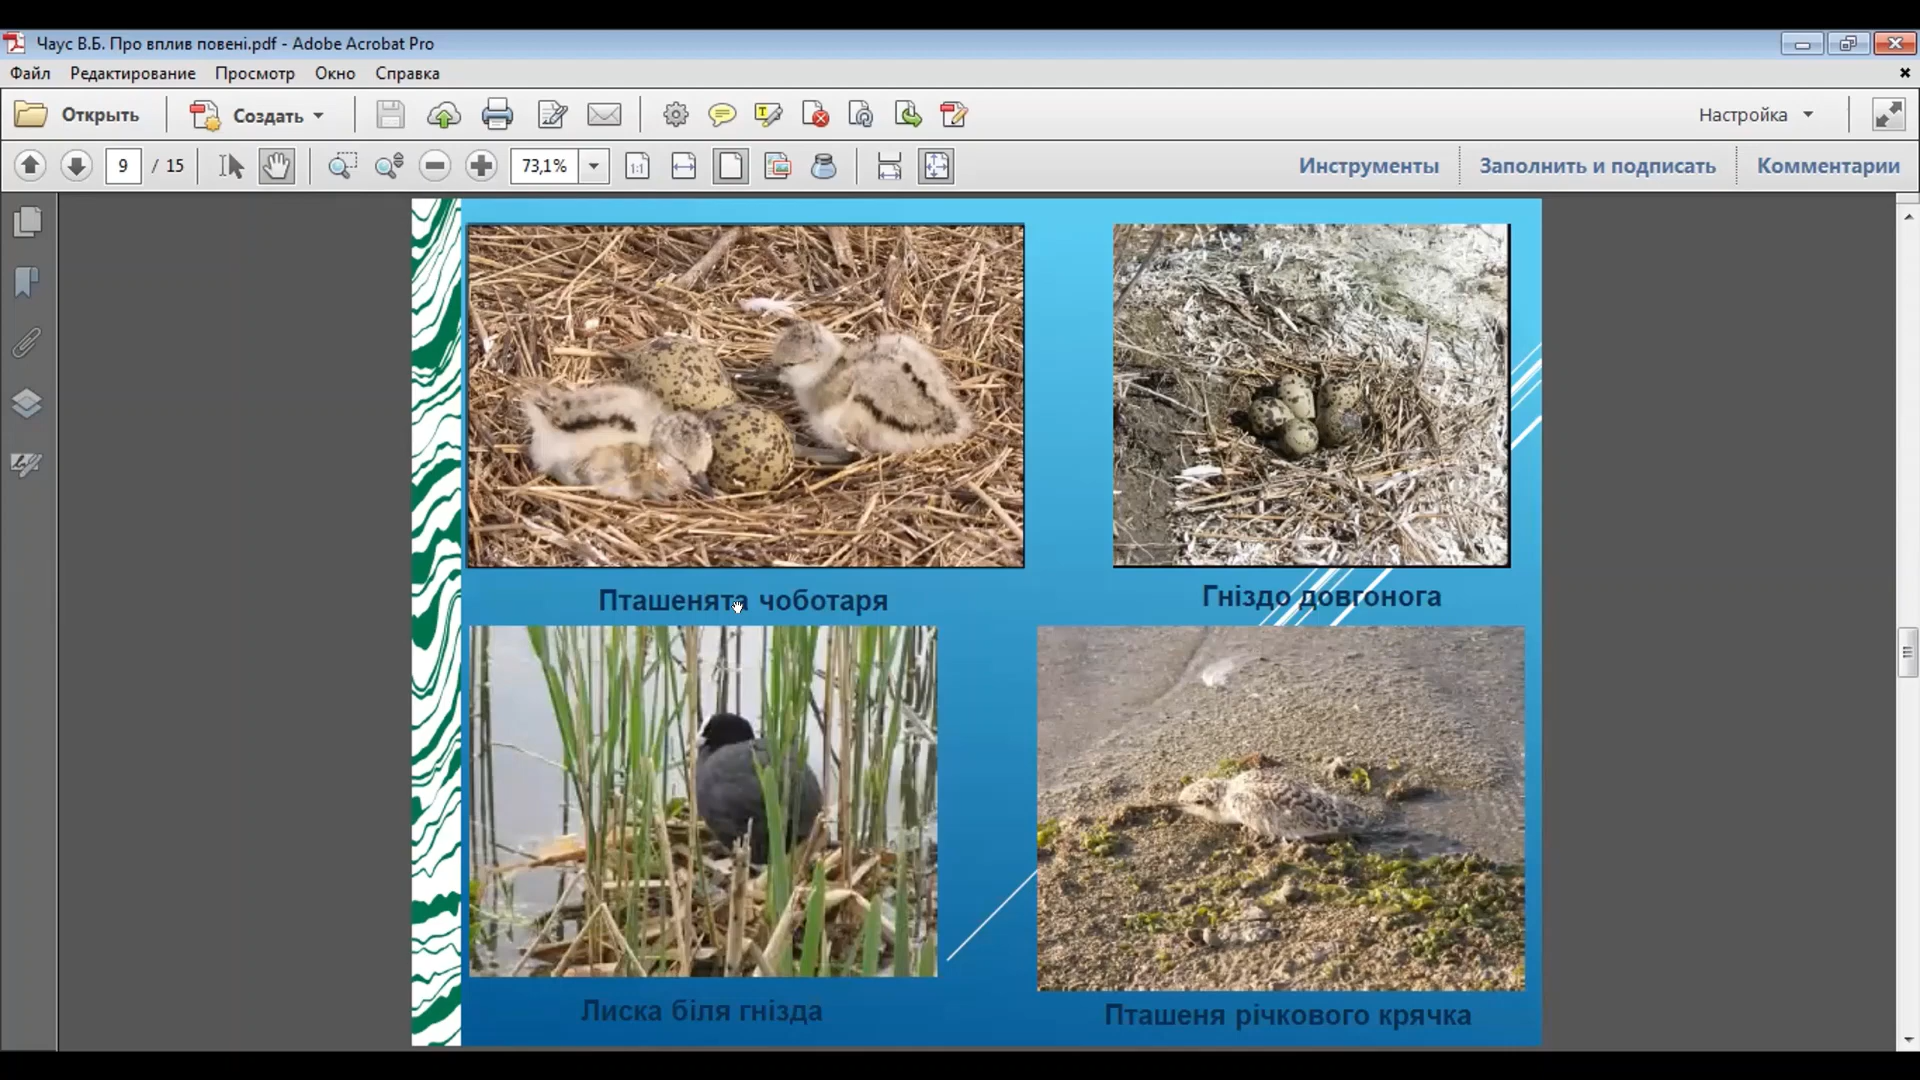 Чаус В.Б. Про вплив повені.pdf - Adobe Acrobat Pro
Файл Редактирование Просмотр Окно Справка
Открыть Создать Настройка
9 / 15 73,1% Инструменты Заполнить и подписать Комментарии
Пташенята чоботаря
Гніздо довгонога
Лиска біля гнізда
Пташеня річкового крячка